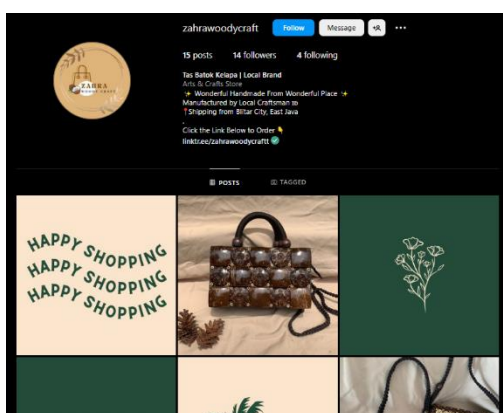 zahrawoodycraft Follow Message
15 posts 14 followers 4 following
Tas Batok Kelapa | Local Brand
Arts & Crafts Store
Wonderful Handmade From Wonderful Place
Manufactured by Local Craftsman
Shipping from Blitar City, East Java
.
Click the Link Below to Order
linktr.ee/zahrawoodycraftt
ZAHRA
WOODY CRAFT
POSTS TAGGED
HAPPY SHOPPING
HAPPY SHOPPING
HAPPY SHOPPING